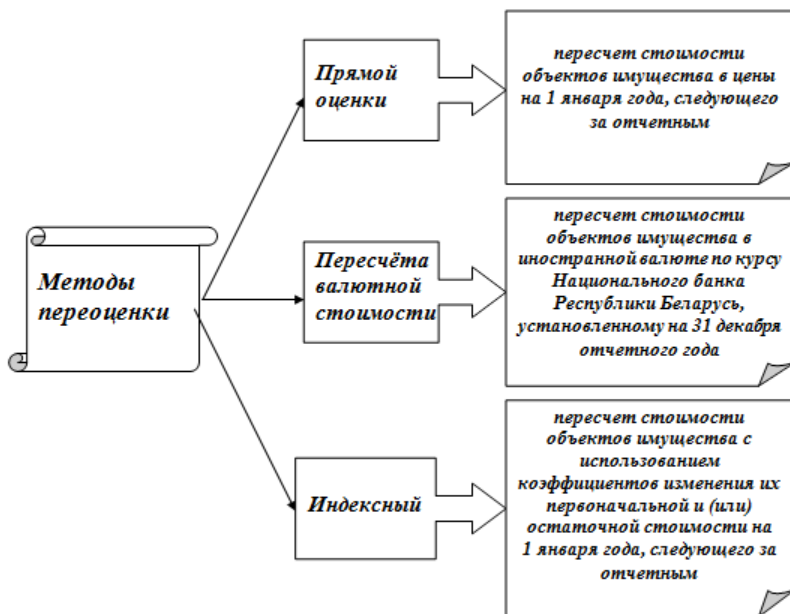 Методы
переоценки
Прямой
оценки
пересчет стоимости
объектов имущества в цены
на 1 января года, следующего
за отчетным
Пересчёта
валютной
стоимости
пересчет стоимости
объектов имущества в
иностранной валюте по курсу
Национального банка
Республики Беларусь,
установленному на 31 декабря
отчетного года
Индексный
пересчет стоимости
объектов имущества с
использованием
коэффициентов изменения их
первоначальной и (или)
остаточной стоимости на
1 января года, следующего за
отчетным